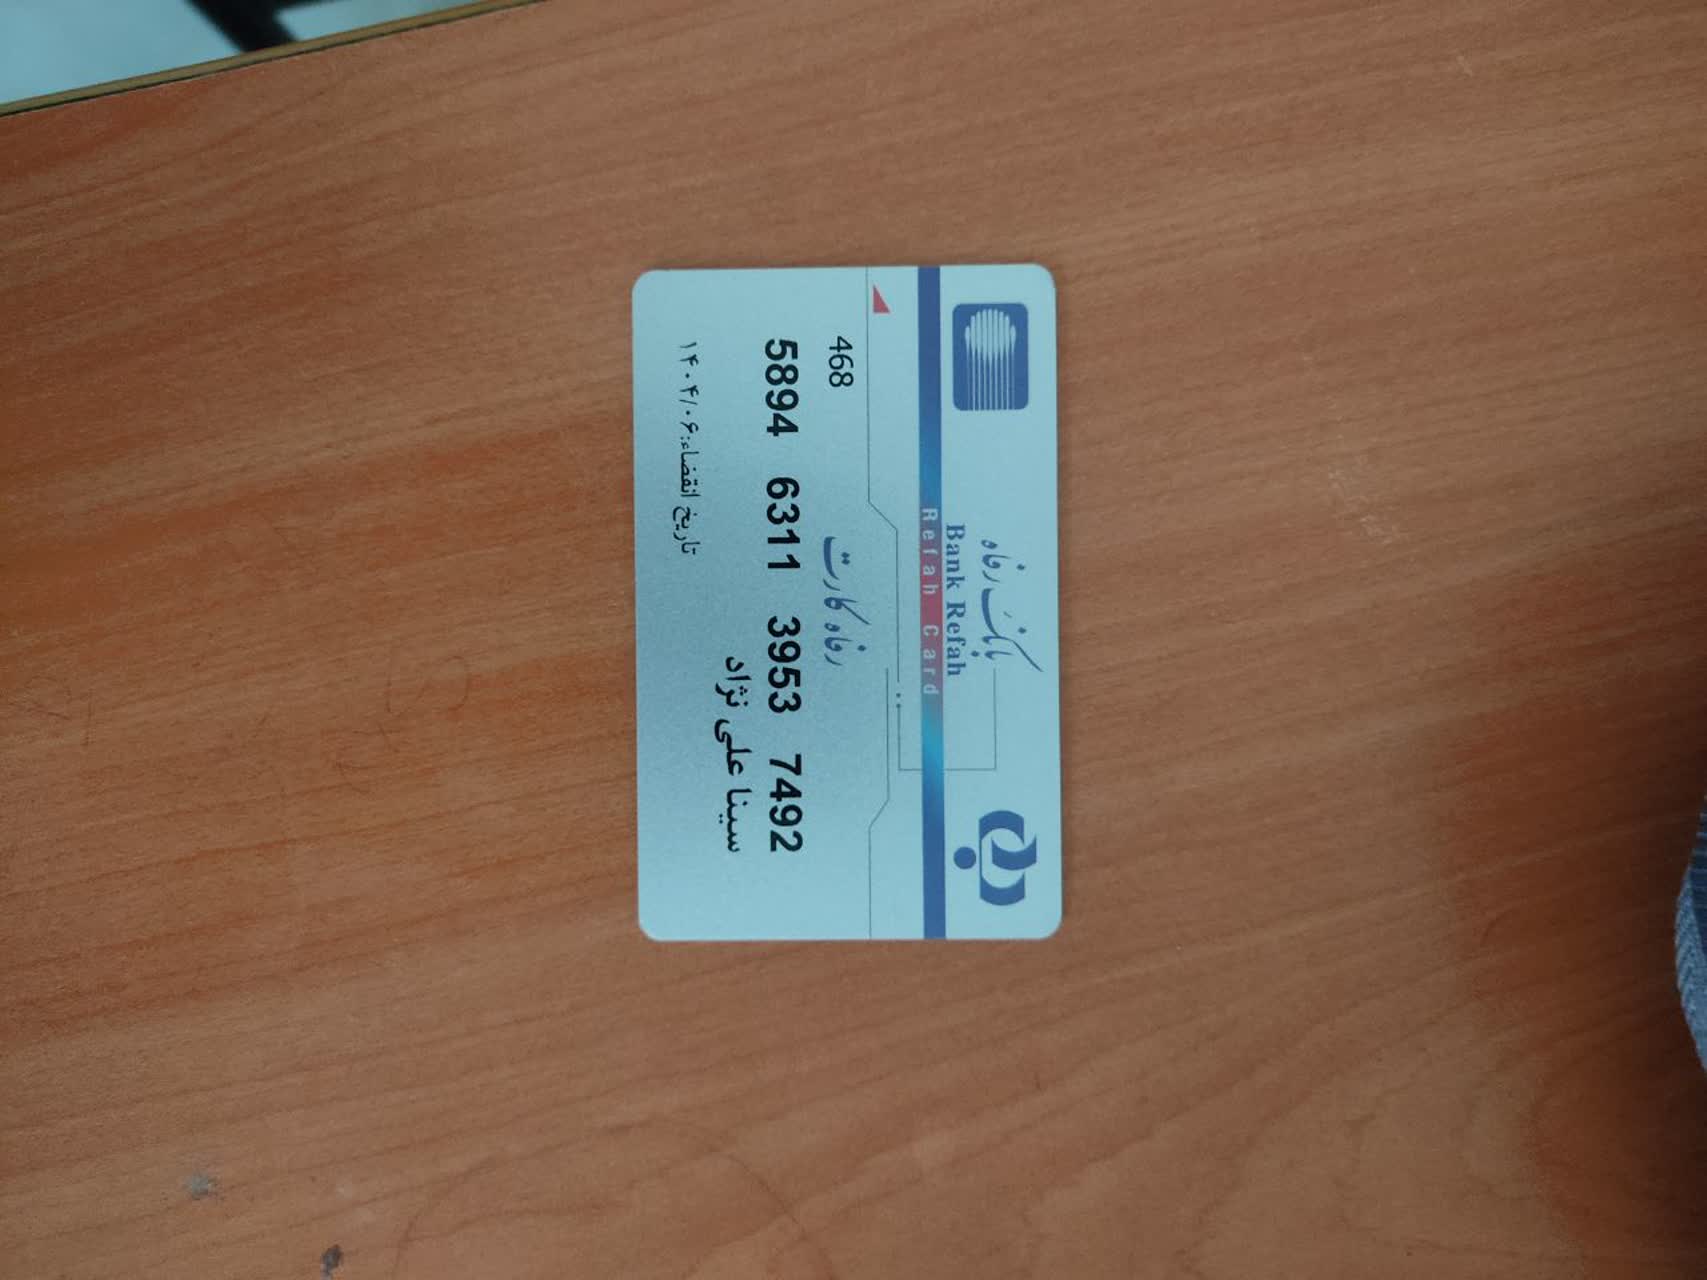 بانک رفاه
Bank Refah
Refah Card
رفاه کارت
468
5894 6311 3953 7492
سینا علی نژاد
تاریخ انقضاء:۱۴۰۴/۰۶